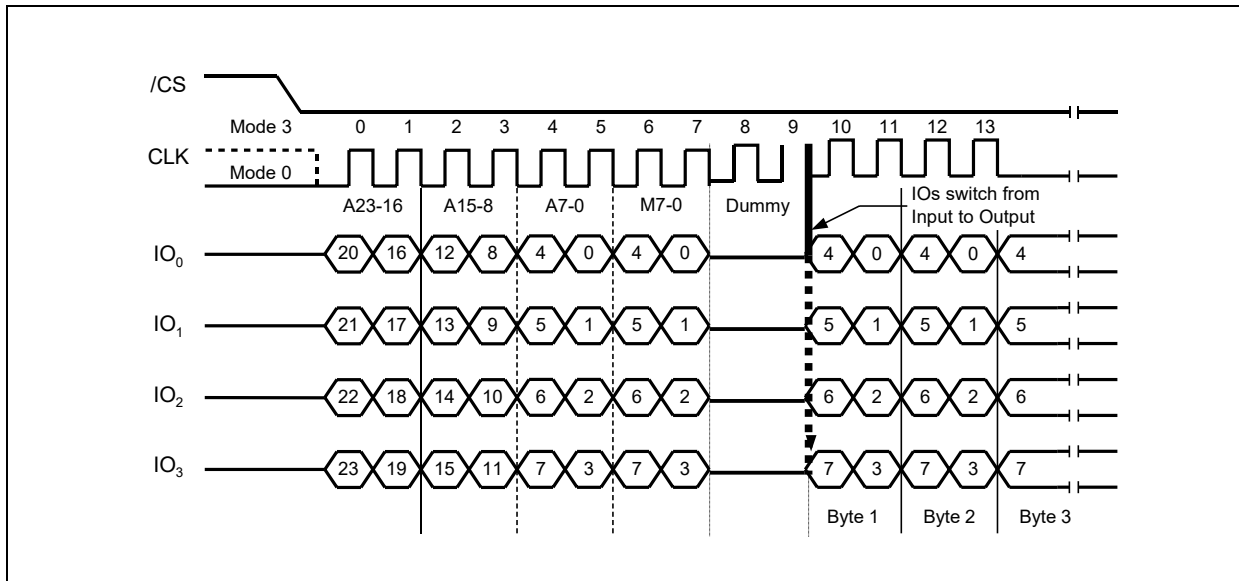 /CS
Mode 3 0 1 2 3 4 5 6 7 8 9 10 11 12 13
CLK
Mode 0
A23-16 A15-8 A7-0 M7-0 Dummy
IOs switch from
Input to Output
IO0 20 16 12 8 4 0 4 0 4 0 4 0 4
IO1 21 17 13 9 5 1 5 1 5 1 5 1 5
IO2 22 18 14 10 6 2 6 2 6 2 6 2 6
IO3 23 19 15 11 7 3 7 3 7 3 7 3 7
Byte 1 Byte 2 Byte 3